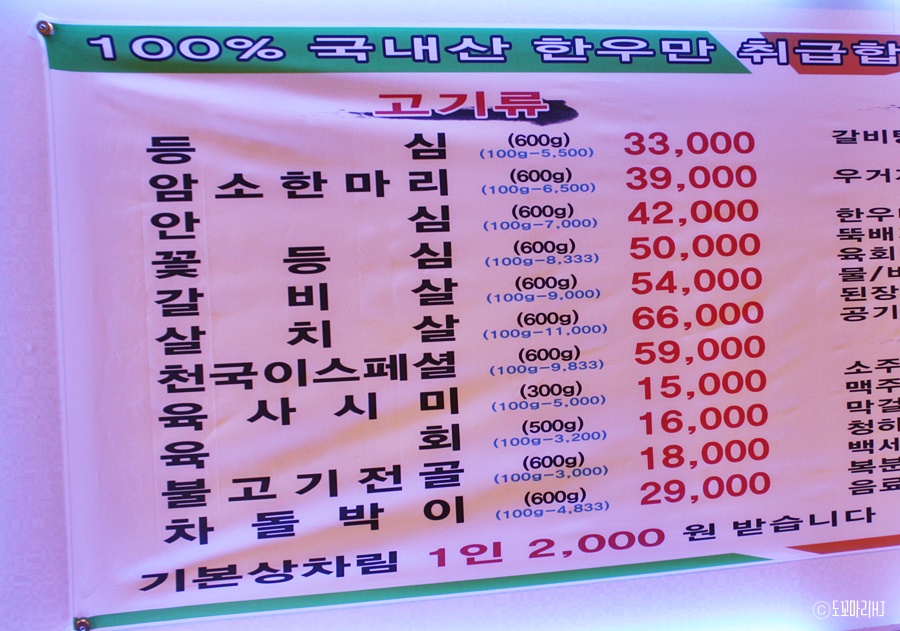 100% 국내산 한우만 취급합
고기류
등심 (600g) (100g-5,500) 33,000
암소한마리 (600g) (100g-6,500) 39,000
안심 (600g) (100g-7,000) 42,000
꽃등심 (600g) (100g-8,333) 50,000
갈비살 (600g) (100g-9,000) 54,000
살치살 (600g) (100g-11,000) 66,000
천국이스페셜 (600g) (100g-9,833) 59,000
육사시미 (300g) (100g-5,000) 15,000
육회 (500g) (100g-3,200) 16,000
불고기전골 (600g) (100g-3,000) 18,000
차돌박이 (600g) (100g-4,833) 29,000
기본상차림 1인 2,000 원 받습니다
갈비탕
우거지
한우
뚝배
육회
물/비
된장
공기
소주
맥주
막걸
청하
백세
복분
음료
©도꼬마리HJ